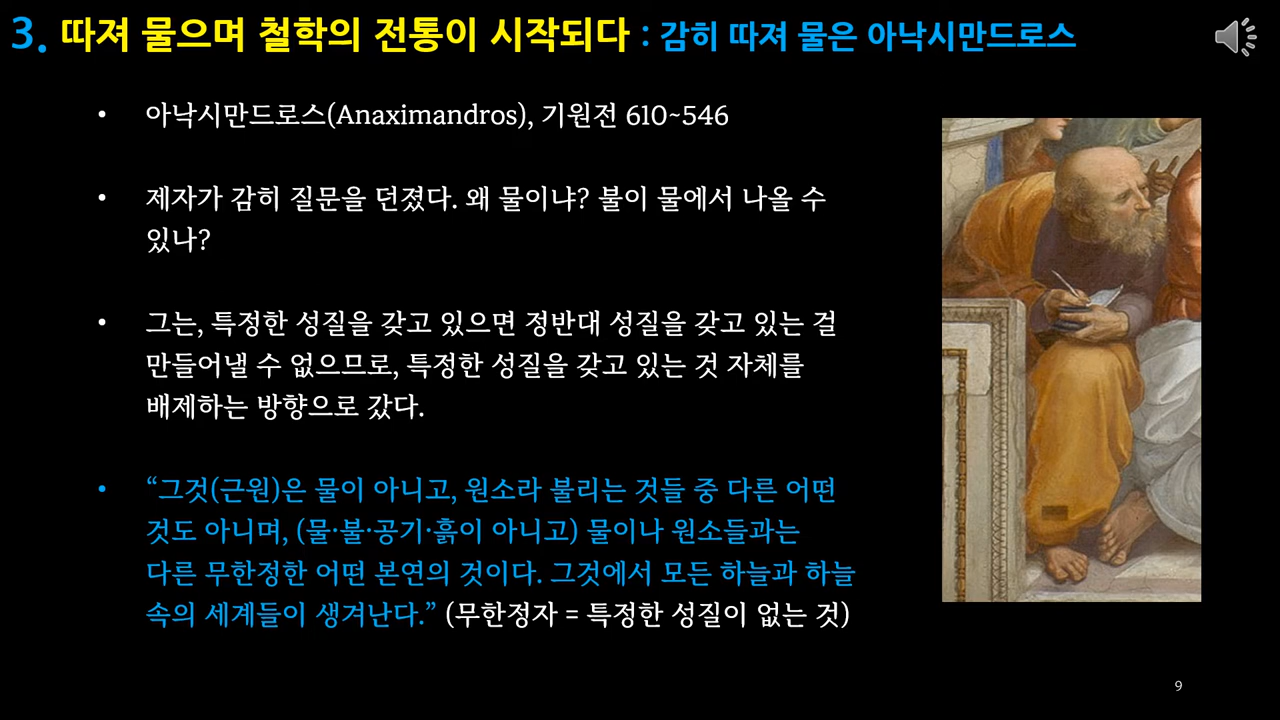 3. 따져 물으며 철학의 전통이 시작되다 : 감히 따져 물은 아낙시만드로스
• 아낙시만드로스(Anaximandros), 기원전 610~546
• 제자가 감히 질문을 던졌다. 왜 물이냐? 불이 물에서 나올 수
있나?
• 그는, 특정한 성질을 갖고 있으면 정반대 성질을 갖고 있는 걸
만들어낼 수 없으므로, 특정한 성질을 갖고 있는 것 자체를
배제하는 방향으로 갔다.
• “그것(근원)은 물이 아니고, 원소라 불리는 것들 중 다른 어떤
것도 아니며, (물·불·공기·흙이 아니고) 물이나 원소들과는
다른 무한정한 어떤 본연의 것이다. 그것에서 모든 하늘과 하늘
속의 세계들이 생겨난다.” (무한정자 = 특정한 성질이 없는 것)
9